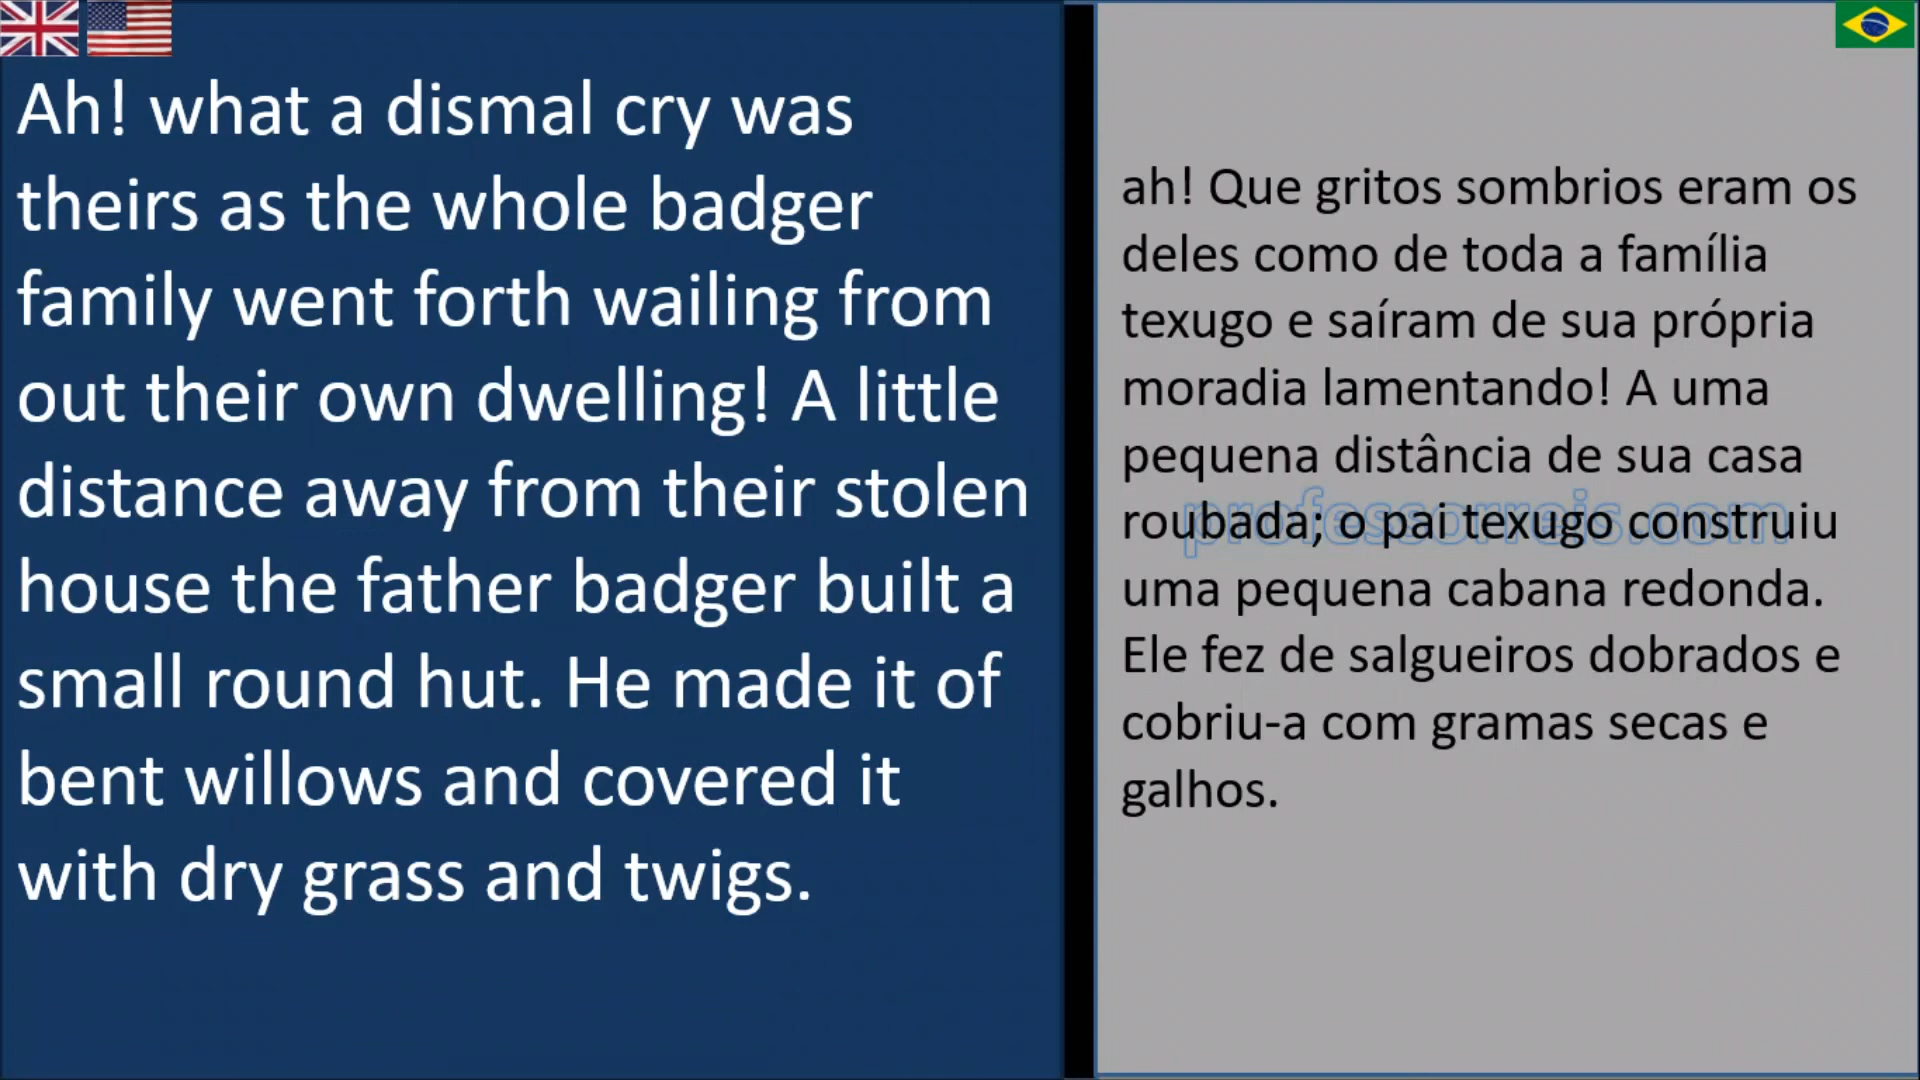 Ah! what a dismal cry was
theirs as the whole badger
family went forth wailing from
out their own dwelling! A little
distance away from their stolen
house the father badger built a
small round hut. He made it of
bent willows and covered it
with dry grass and twigs.
ah! Que gritos sombrios eram os
deles como de toda a família
texugo e saíram de sua própria
moradia lamentando! A uma
pequena distância de sua casa
roubada; o pai texugo construiu
uma pequena cabana redonda.
Ele fez de salgueiros dobrados e
cobriu-a com gramas secas e
galhos.
professorreis.com